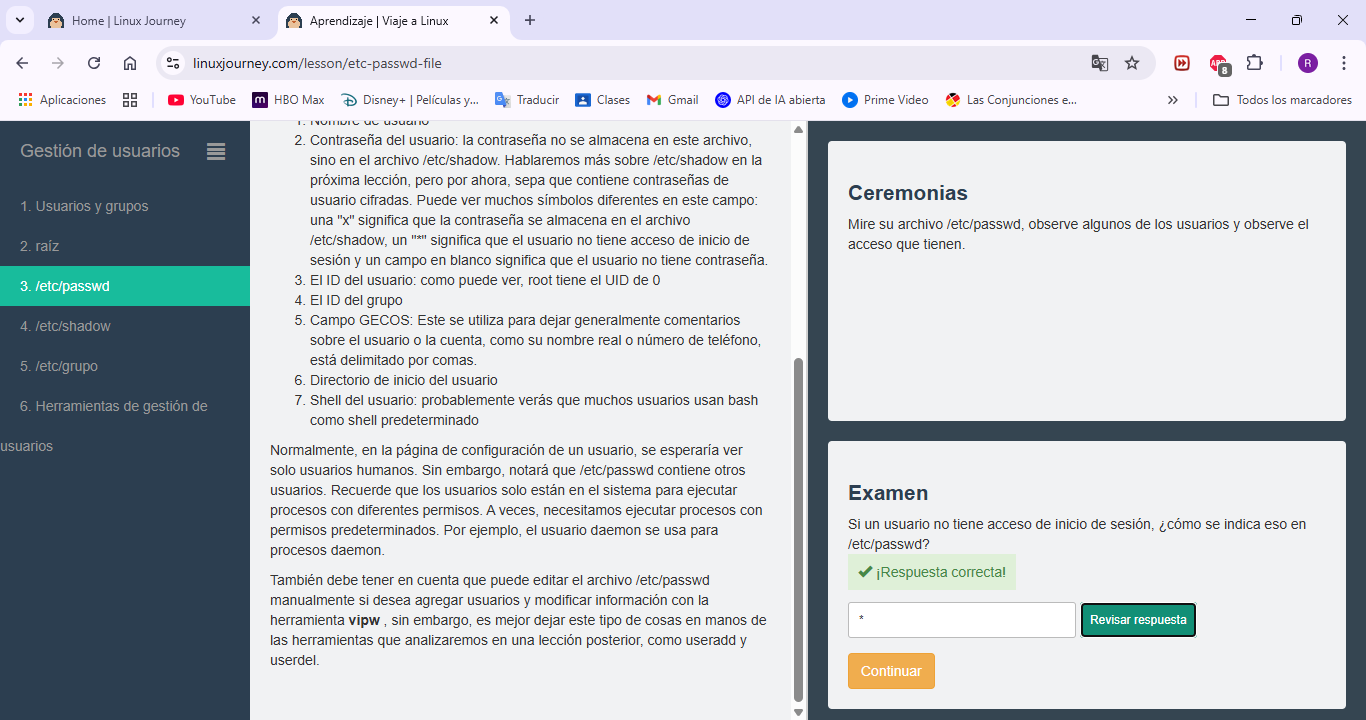 Home | Linux Journey
Aprendizaje | Viaje a Linux
linuxjourney.com/lesson/etc-passwd-file
8
R
Aplicaciones
YouTube
HBO Max
Disney+ | Películas y...
Traducir
Clases
Gmail
API de IA abierta
Prime Video
Las Conjunciones e...
Todos los marcadores
Gestión de usuarios
1. Usuarios y grupos
2. raíz
3. /etc/passwd
4. /etc/shadow
5. /etc/grupo
6. Herramientas de gestión de
usuarios
1. Nombre de usuario
2. Contraseña del usuario: la contraseña no se almacena en este archivo,
sino en el archivo /etc/shadow. Hablaremos más sobre /etc/shadow en la
próxima lección, pero por ahora, sepa que contiene contraseñas de
usuario cifradas. Puede ver muchos símbolos diferentes en este campo:
una "x" significa que la contraseña se almacena en el archivo
/etc/shadow, un "*" significa que el usuario no tiene acceso de inicio de
sesión y un campo en blanco significa que el usuario no tiene contraseña.
3. El ID del usuario: como puede ver, root tiene el UID de 0
4. El ID del grupo
5. Campo GECOS: Este se utiliza para dejar generalmente comentarios
sobre el usuario o la cuenta, como su nombre real o número de teléfono,
está delimitado por comas.
6. Directorio de inicio del usuario
7. Shell del usuario: probablemente verás que muchos usuarios usan bash
como shell predeterminado
Normalmente, en la página de configuración de un usuario, se esperaría ver
solo usuarios humanos. Sin embargo, notará que /etc/passwd contiene otros
usuarios. Recuerde que los usuarios solo están en el sistema para ejecutar
procesos con diferentes permisos. A veces, necesitamos ejecutar procesos con
permisos predeterminados. Por ejemplo, el usuario daemon se usa para
procesos daemon.
También debe tener en cuenta que puede editar el archivo /etc/passwd
manualmente si desea agregar usuarios y modificar información con la
herramienta vipw , sin embargo, es mejor dejar este tipo de cosas en manos de
las herramientas que analizaremos en una lección posterior, como useradd y
userdel.
Ceremonias
Mire su archivo /etc/passwd, observe algunos de los usuarios y observe el
acceso que tienen.
Examen
Si un usuario no tiene acceso de inicio de sesión, ¿cómo se indica eso en
/etc/passwd?
¡Respuesta correcta!
*
Revisar respuesta
Continuar